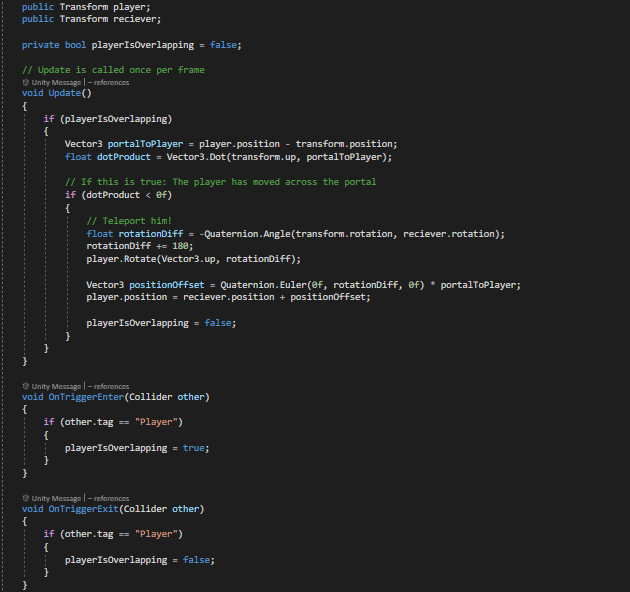 public Transform player;
public Transform reciever;
private bool playerIsOverlapping = false;
// Update is called once per frame
Unity Message | – references
void Update()
{
if (playerIsOverlapping)
{
Vector3 portalToPlayer = player.position - transform.position;
float dotProduct = Vector3.Dot(transform.up, portalToPlayer);
// If this is true: The player has moved across the portal
if (dotProduct < 0f)
{
// Teleport him!
float rotationDiff = -Quaternion.Angle(transform.rotation, reciever.rotation);
rotationDiff += 180;
player.Rotate(Vector3.up, rotationDiff);
Vector3 positionOffset = Quaternion.Euler(0f, rotationDiff, 0f) * portalToPlayer;
player.position = reciever.position + positionOffset;
playerIsOverlapping = false;
}
}
}
Unity Message | – references
void OnTriggerEnter(Collider other)
{
if (other.tag == "Player")
{
playerIsOverlapping = true;
}
}
Unity Message | – references
void OnTriggerExit(Collider other)
{
if (other.tag == "Player")
{
playerIsOverlapping = false;
}
}